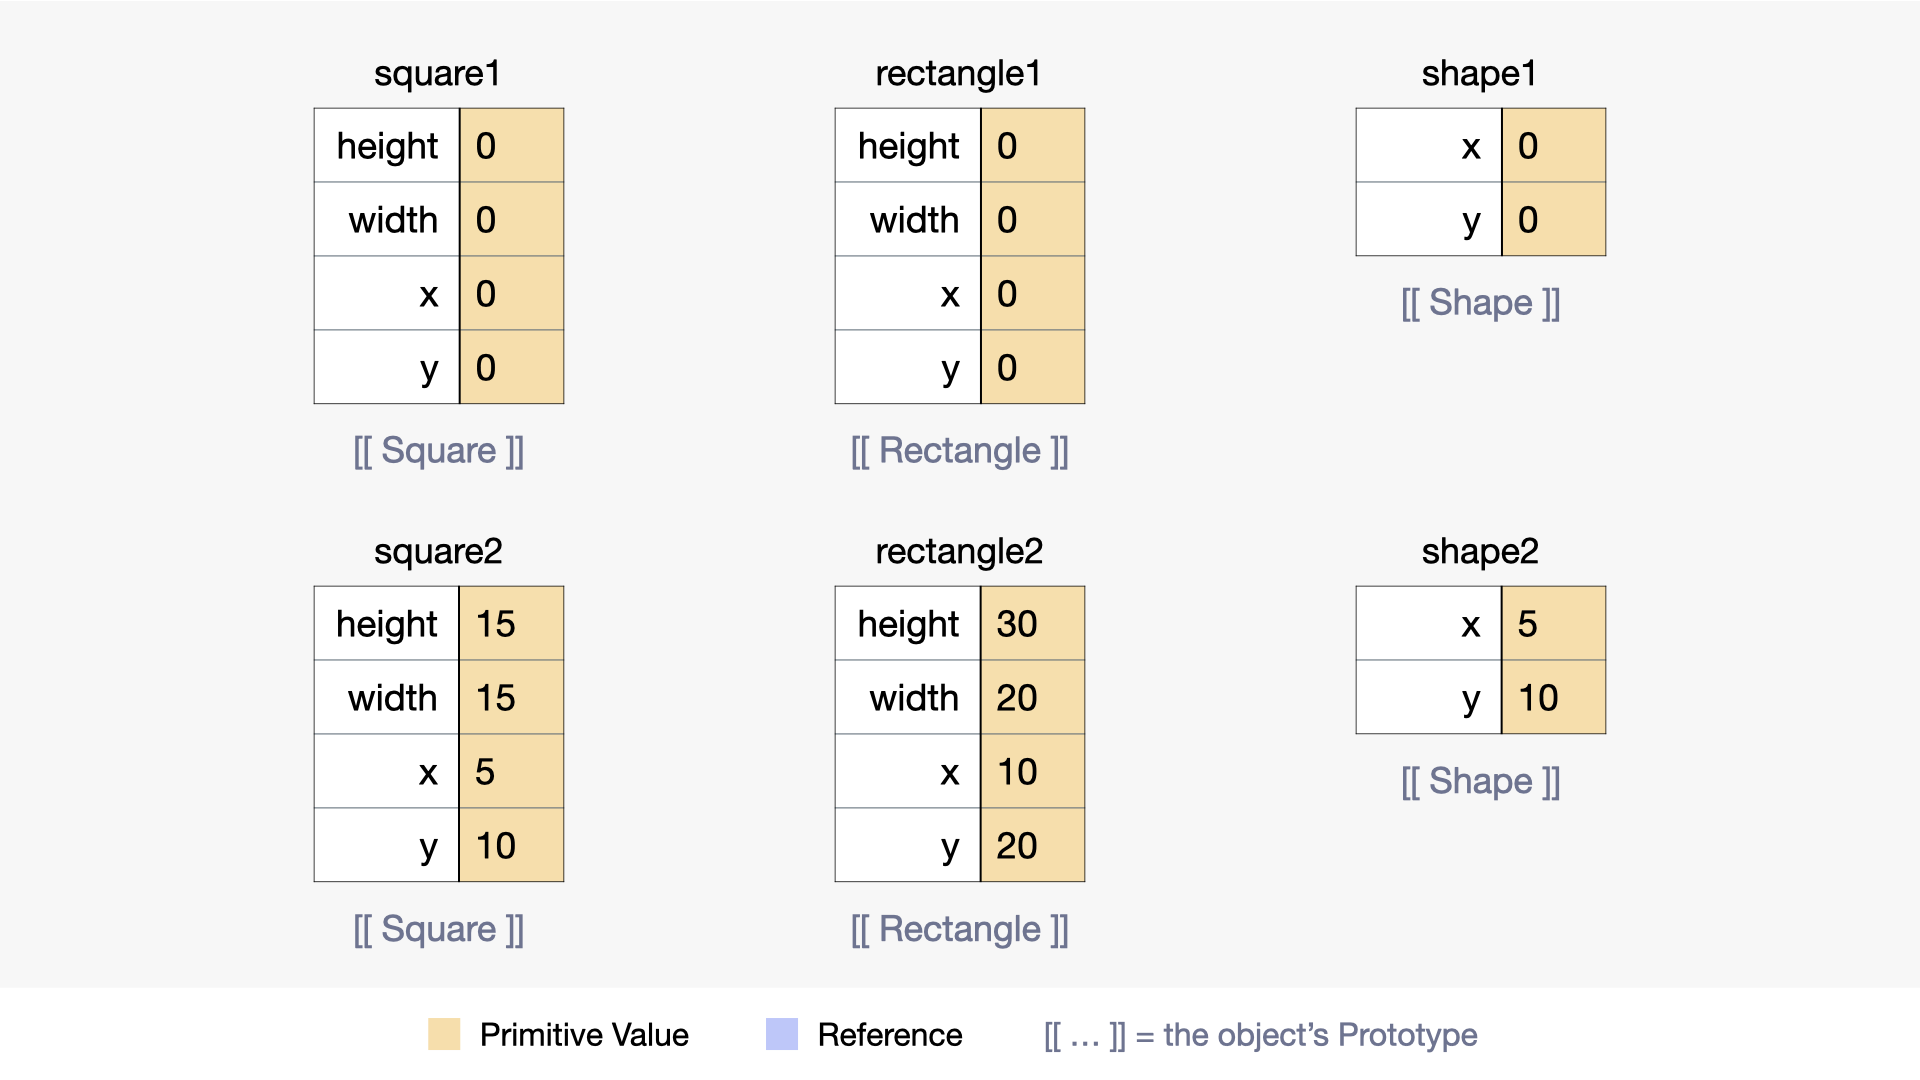 square1
height 0
width 0
x 0
y 0
[[ Square ]]
rectangle1
height 0
width 0
x 0
y 0
[[ Rectangle ]]
shape1
x 0
y 0
[[ Shape ]]
square2
height 15
width 15
x 5
y 10
[[ Square ]]
rectangle2
height 30
width 20
x 10
y 20
[[ Rectangle ]]
shape2
x 5
y 10
[[ Shape ]]
Primitive Value
Reference
[[ … ]] = the object’s Prototype